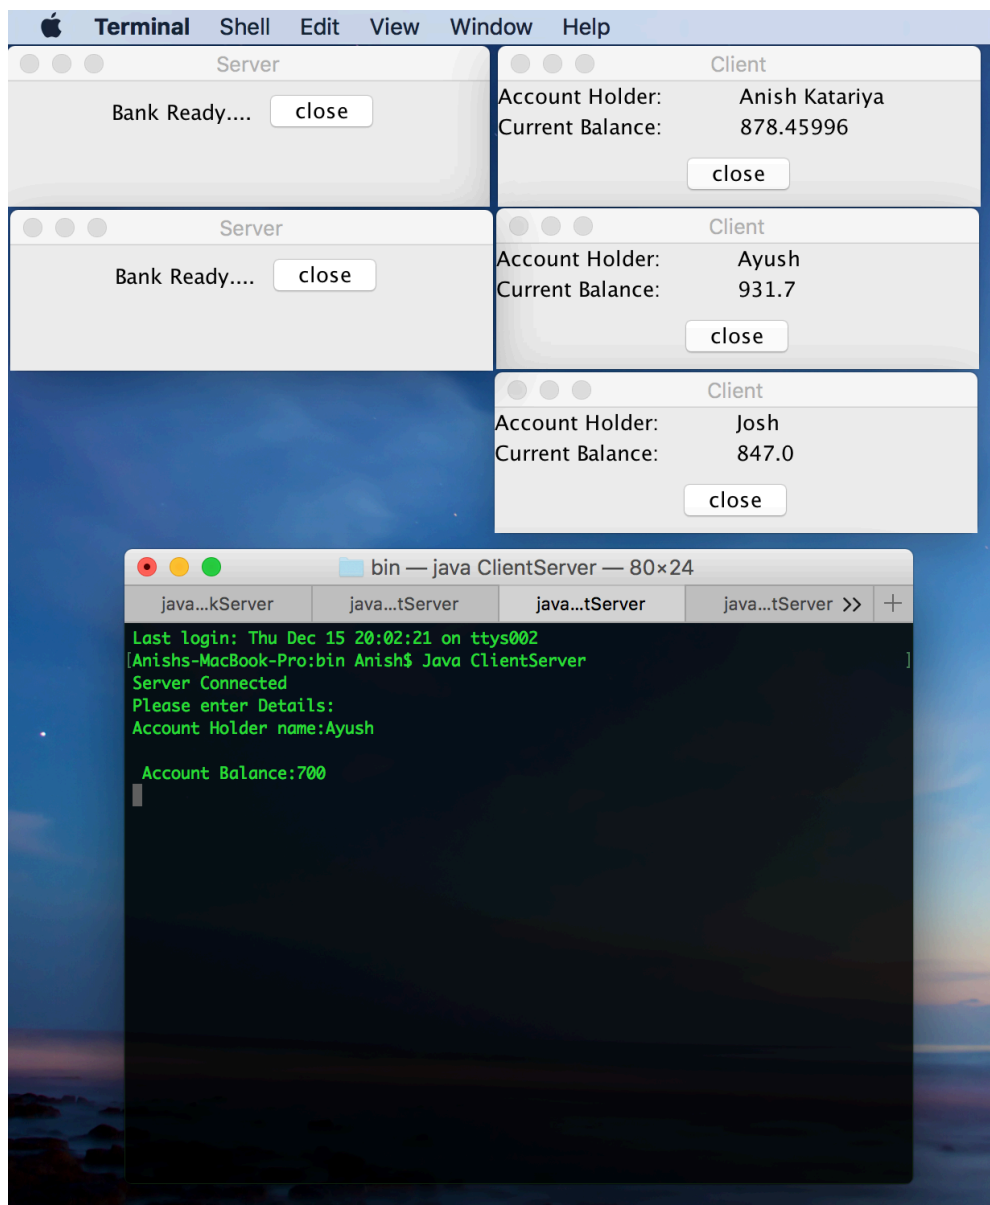 Terminal Shell Edit View Window Help
Server
Bank Ready.... close
Client
Account Holder: Anish Katariya
Current Balance: 878.45996
close
Server
Bank Ready.... close
Client
Account Holder: Ayush
Current Balance: 931.7
close
Client
Account Holder: Josh
Current Balance: 847.0
close
bin — java ClientServer — 80×24
java...kServer java...tServer java...tServer java...tServer >> +
Last login: Thu Dec 15 20:02:21 on ttys002
[Anishs-MacBook-Pro:bin Anish$ Java ClientServer ]
Server Connected
Please enter Details:
Account Holder name:Ayush
Account Balance:700